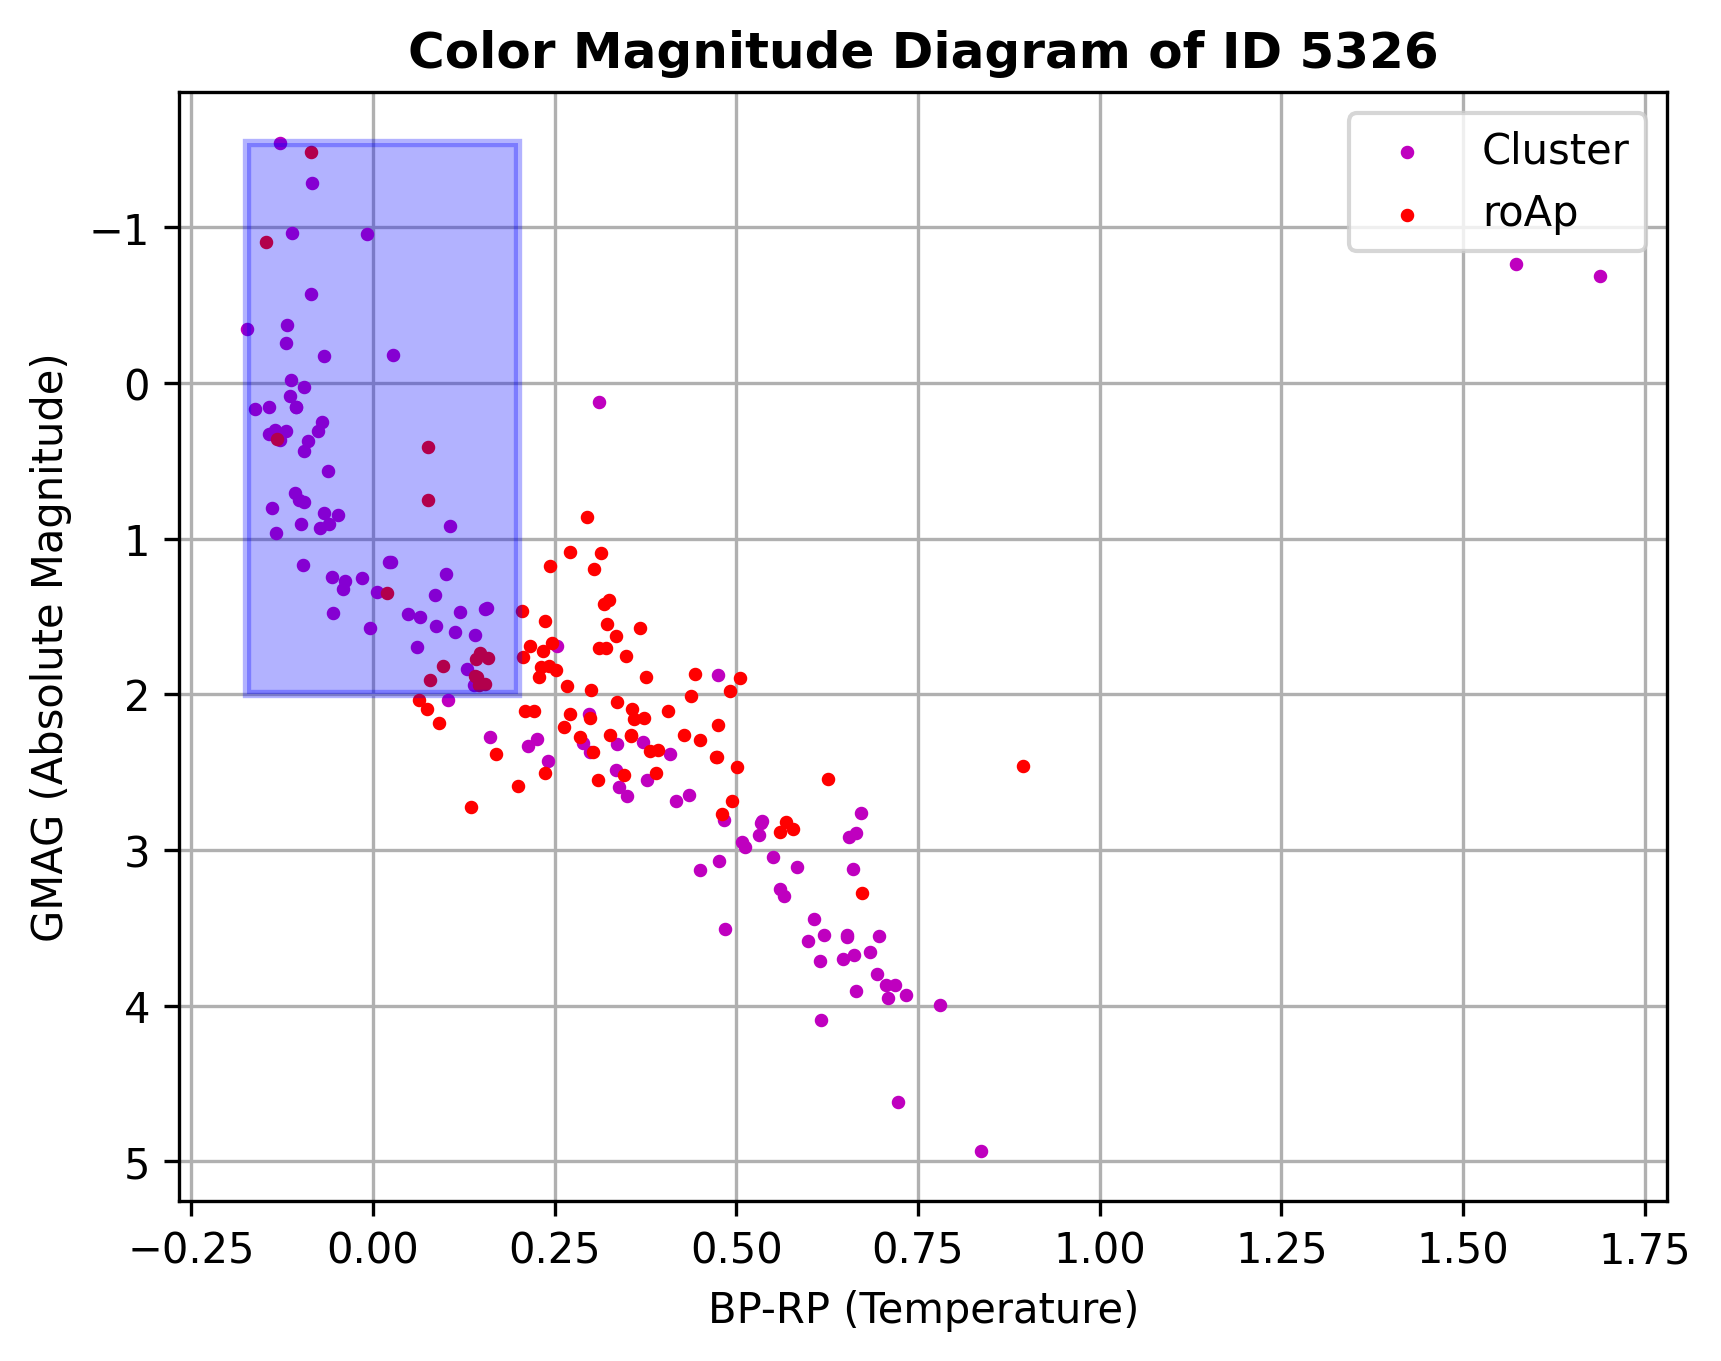 Color Magnitude Diagram of ID 5326
Cluster
roAp
GMAG (Absolute Magnitude)
−1
0
1
2
3
4
5
−0.25 0.00 0.25 0.50 0.75 1.00 1.25 1.50 1.75
BP-RP (Temperature)